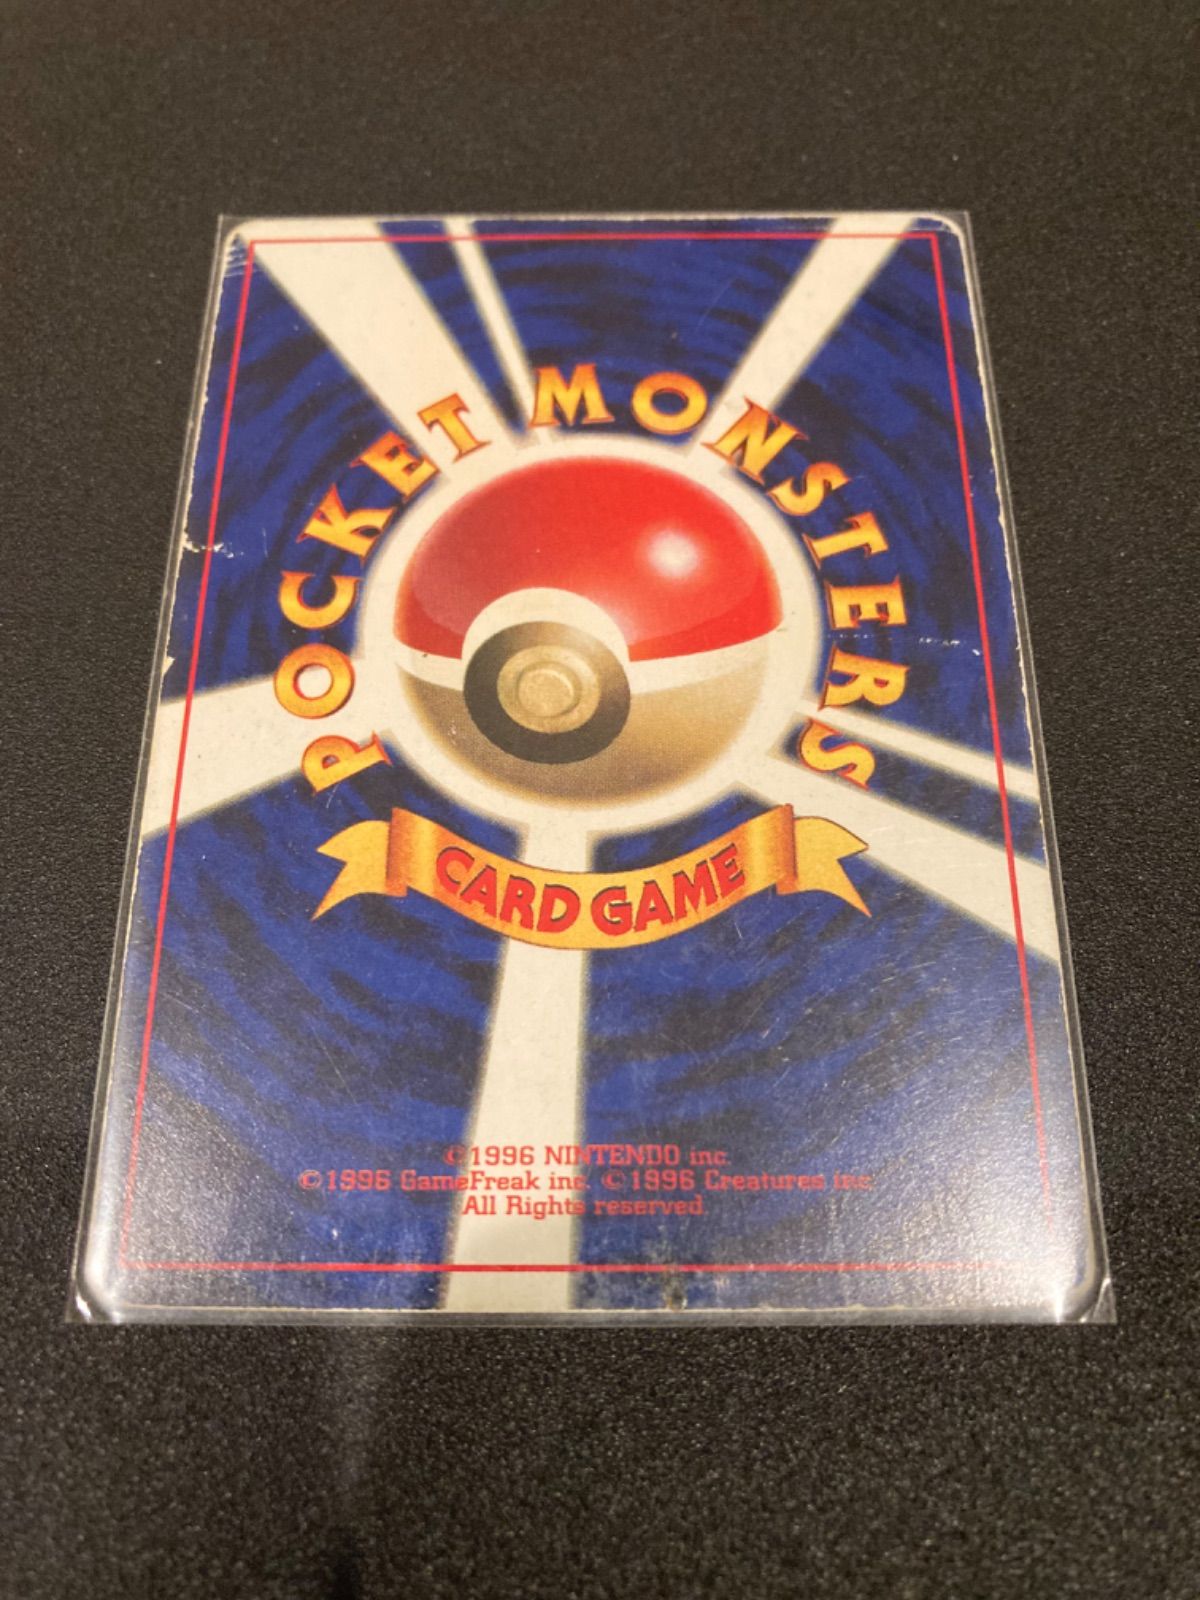 POCKET MONSTERS
CARD GAME
©1996 NINTENDO inc.
©1996 GameFreak inc. ©1996 Creatures inc.
All Rights reserved.